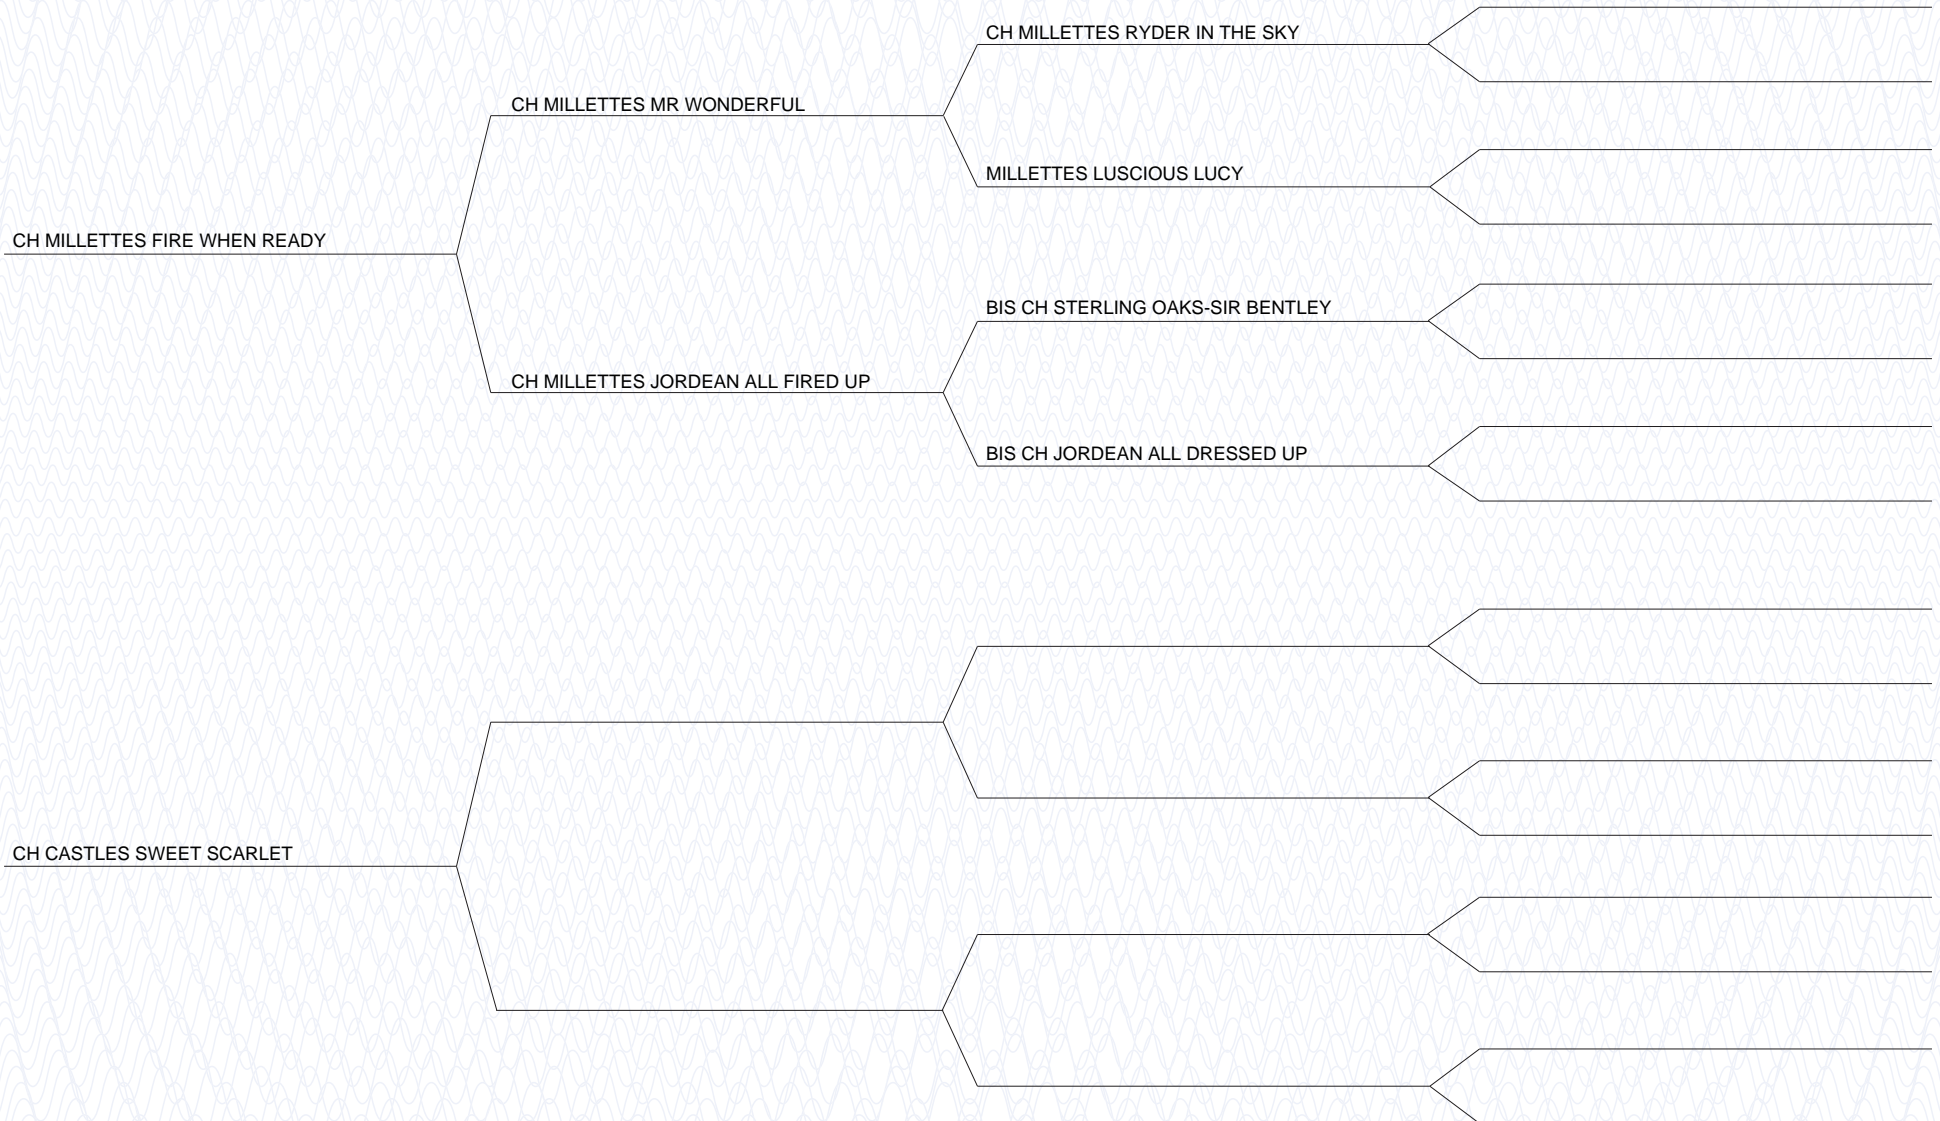 CH MILLETTES RYDER IN THE SKY
CH MILLETTES MR WONDERFUL
MILLETTES LUSCIOUS LUCY
CH MILLETTES FIRE WHEN READY
BIS CH STERLING OAKS-SIR BENTLEY
CH MILLETTES JORDEAN ALL FIRED UP
BIS CH JORDEAN ALL DRESSED UP
CH CASTLES SWEET SCARLET